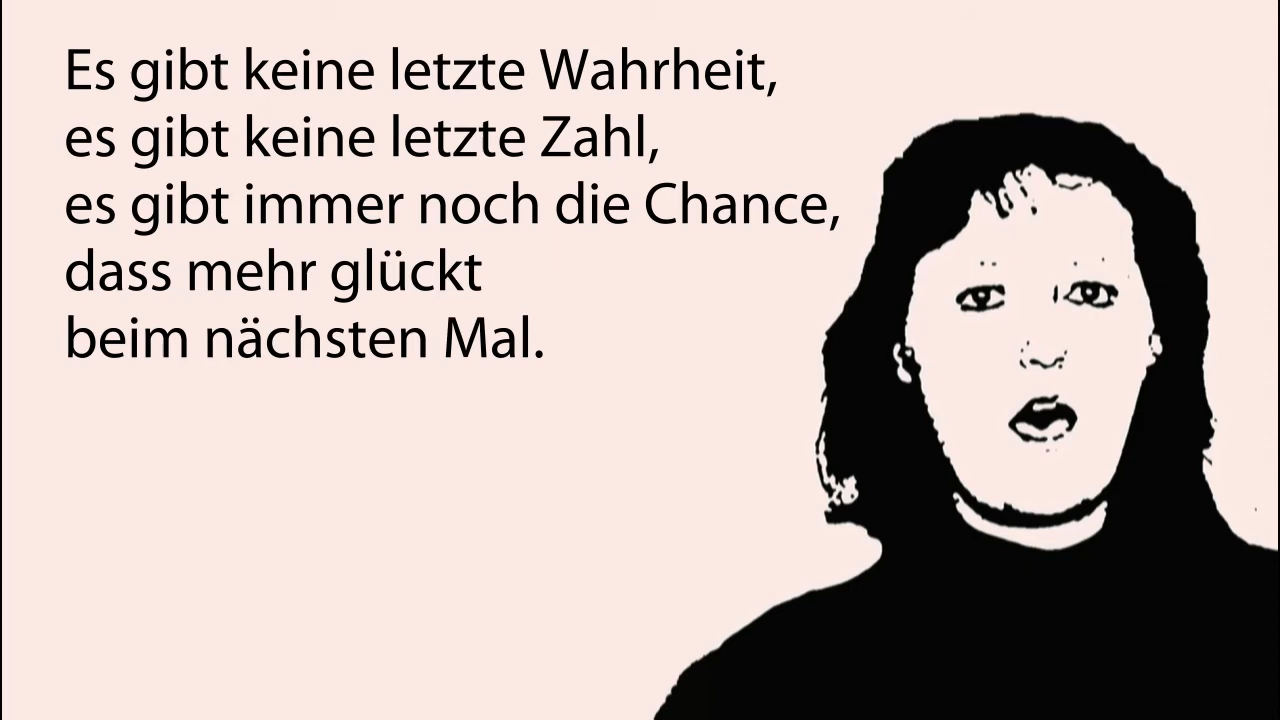 Es gibt keine letzte Wahrheit,
es gibt keine letzte Zahl,
es gibt immer noch die Chance,
dass mehr glückt
beim nächsten Mal.